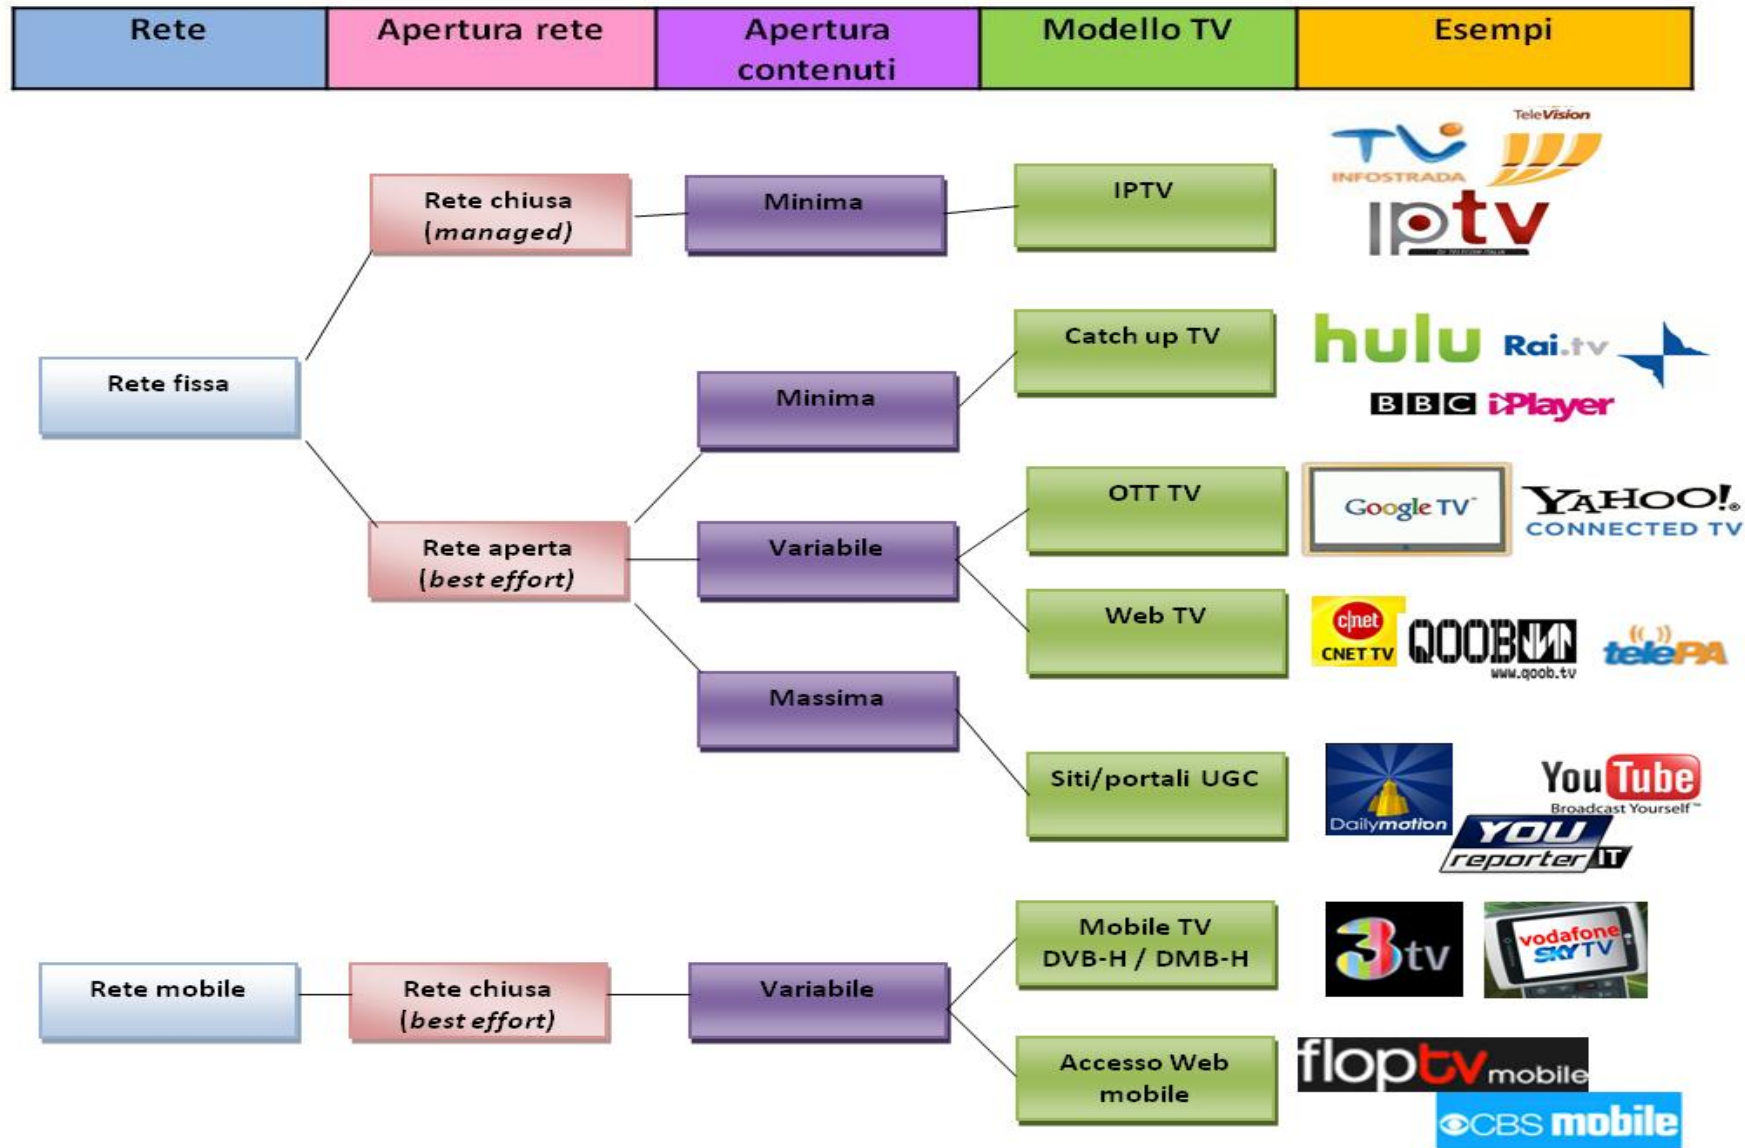 Rete
Apertura rete
Apertura
contenuti
Modello TV
Esempi
TeleVision
INFOSTRADA
Rete chiusa
(managed)
Minima
IPTV
iptv
Rete fissa
Minima
Catch up TV
hulu
Rai.tv
BBC iPlayer
Rete aperta
(best effort)
Variabile
OTT TV
Google TV
YAHOO!
CONNECTED TV
Web TV
c|net
CNET TV
QOOB
www.qoob.tv
telePA
Massima
Siti/portali UGC
Dailymotion
YouTube
Broadcast Yourself™
YOU
reporter IT
Rete mobile
Rete chiusa
(best effort)
Variabile
Mobile TV
DVB-H / DMB-H
3tv
vodafone
SKY TV
Accesso Web
mobile
floptv mobile
CBS mobile